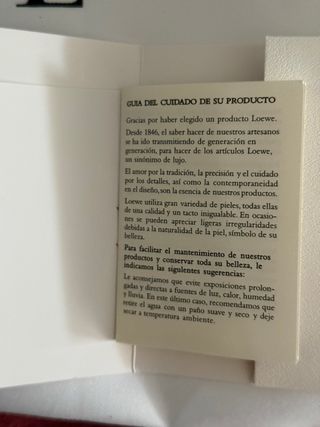 GUIA DEL CUIDADO DE SU PRODUCTO
Gracias por haber elegido un producto Loewe.
Desde 1846, el saber hacer de nuestros artesanos
se ha ido transmitiendo de generación en
generación, para hacer de los artículos Loewe,
un sinónimo de lujo.
El amor por la tradición, la precisión y el cuidado
por los detalles, así como la contemporaneidad
en el diseño, son la esencia de nuestros productos.
Loewe utiliza gran variedad de pieles, todas ellas
de una calidad y un tacto inigualable. En ocasio-
nes se pueden apreciar ligeras irregularidades
debidas a la naturalidad de la piel, símbolo de su
belleza.
Para facilitar el mantenimiento de nuestros
productos y conservar toda su belleza, le
indicamos las siguientes sugerencias:
Le aconsejamos que evite exposiciones prolon-
gadas y directas a fuentes de luz, calor, humedad
y lluvia. En este último caso, recomendamos que
retire el agua con un paño suave y seco y deje
secar a temperatura ambiente.